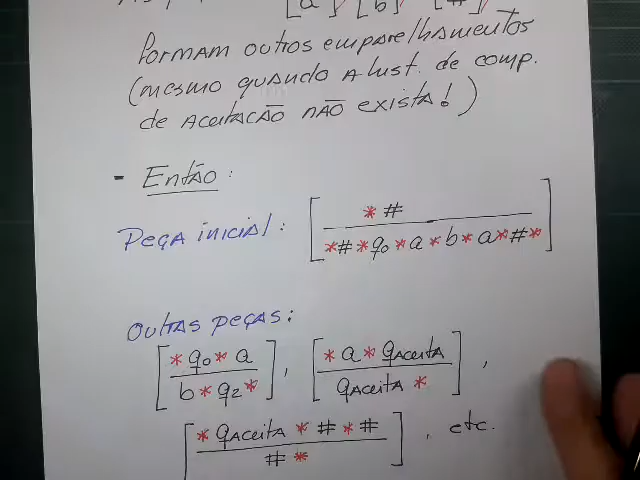 [a] [b] [#]
Formam outros emparelhamentos
(mesmo quando a hist. de comp.
de aceitacão não exista!)
- Então:
Peça inicial: [*# / *#*q0*a*b*a*#*]
Outras peças:
[*q0*a / b*q2*], [*a*qaceita / qaceita*],
[*qaceita*#*# / #*], etc.